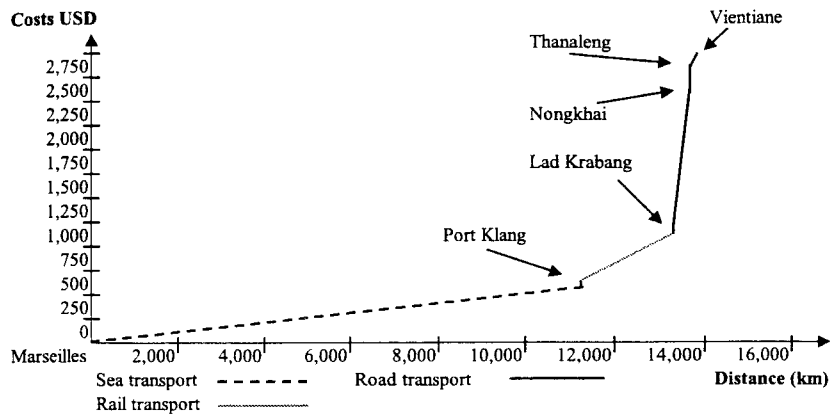 Costs USD
Vientiane
Thanaleng
2,750
2,500
Nongkhai
2,250
2,000
1,750
Lad Krabang
1,500
1,250
1,000
Port Klang
750
500
250
0
Marseilles 2,000 4,000 6,000 8,000 10,000 12,000 14,000 16,000
Sea transport Road transport Distance (km)
Rail transport